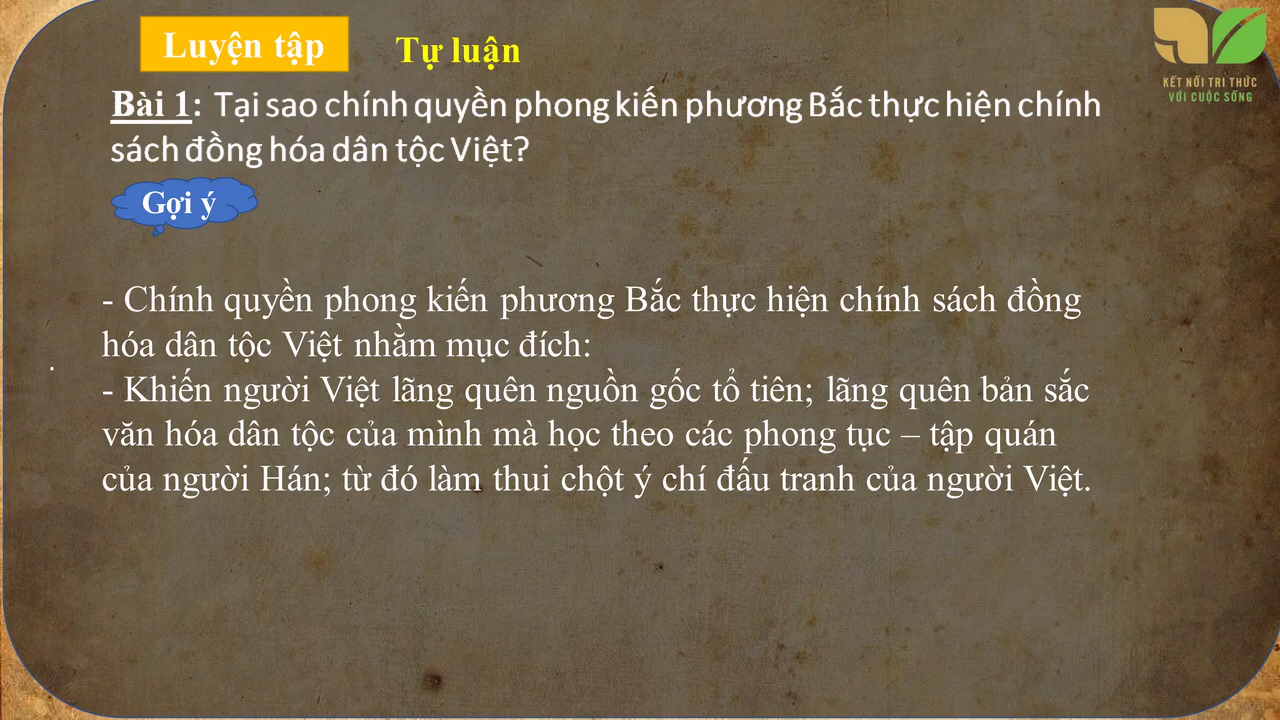 Luyện tập
Tự luận
KẾT NỐI TRI THỨC
VỚI CUỘC SỐNG
Bài 1: Tại sao chính quyền phong kiến phương Bắc thực hiện chính
sách đồng hóa dân tộc Việt?
Gợi ý
- Chính quyền phong kiến phương Bắc thực hiện chính sách đồng
hóa dân tộc Việt nhằm mục đích:
.
- Khiến người Việt lãng quên nguồn gốc tổ tiên; lãng quên bản sắc
văn hóa dân tộc của mình mà học theo các phong tục – tập quán
của người Hán; từ đó làm thui chột ý chí đấu tranh của người Việt.